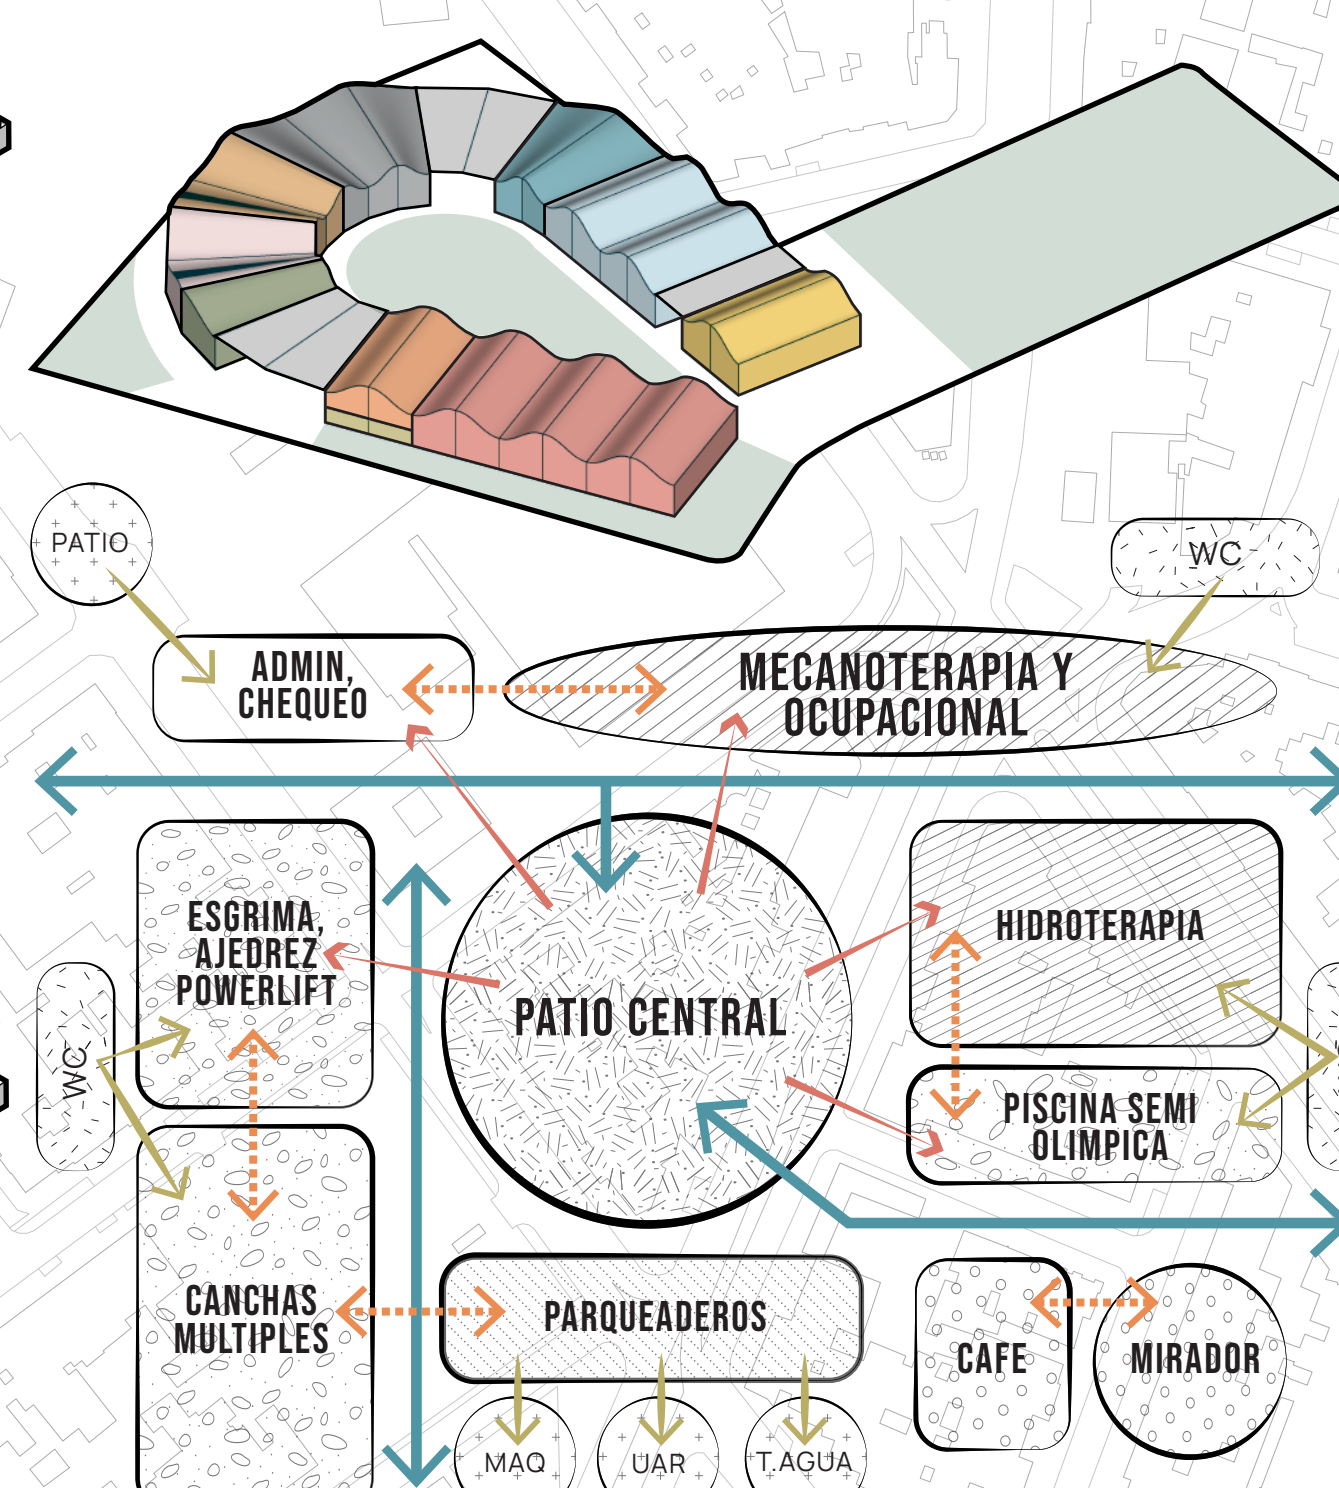 PATIO
WC
ADMIN,
CHEQUEO
MECANOTERAPIA Y
OCUPACIONAL
ESGRIMA,
AJEDREZ
POWERLIFT
HIDROTERAPIA
PATIO CENTRAL
WC
PISCINA SEMI
OLIMPICA
CANCHAS
MULTIPLES
PARQUEADEROS
CAFE
MIRADOR
MAQ
UAR
T.AGUA